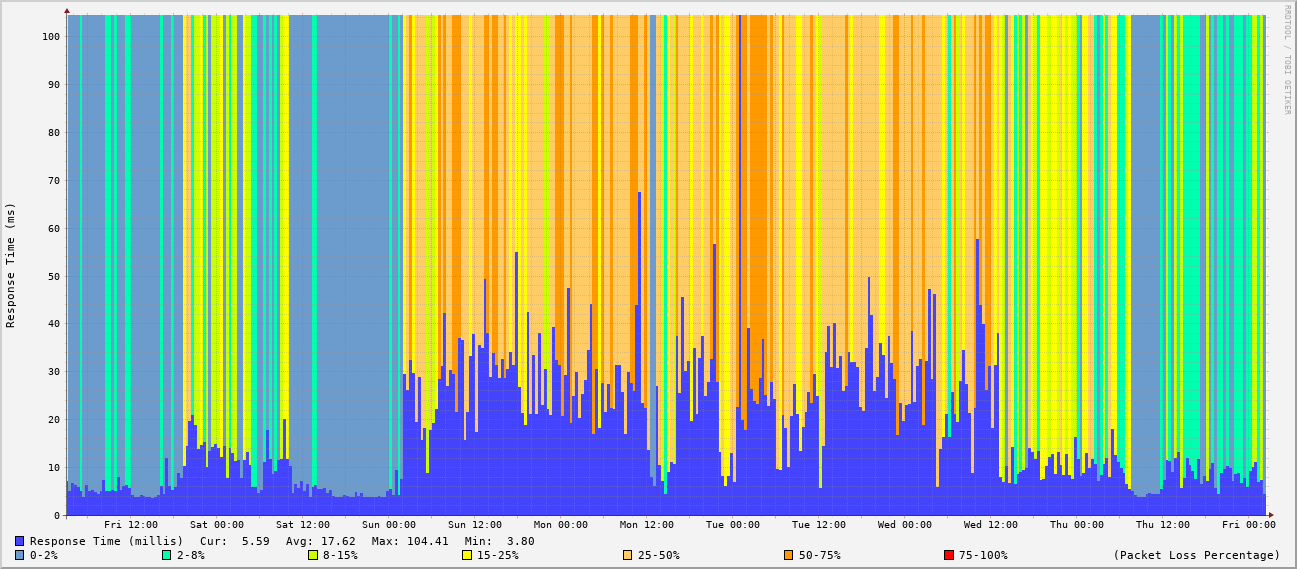 RRDTOOL / TOBI OETIKER
Response Time (ms)
100
90
80
70
60
50
40
30
20
10
0
Fri 12:00 Sat 00:00 Sat 12:00 Sun 00:00 Sun 12:00 Mon 00:00 Mon 12:00 Tue 00:00 Tue 12:00 Wed 00:00 Wed 12:00 Thu 00:00 Thu 12:00 Fri 00:00
Response Time (millis) Cur: 5.59 Avg: 17.62 Max: 104.41 Min: 3.80
0-2% 2-8% 8-15% 15-25% 25-50% 50-75% 75-100% (Packet Loss Percentage)